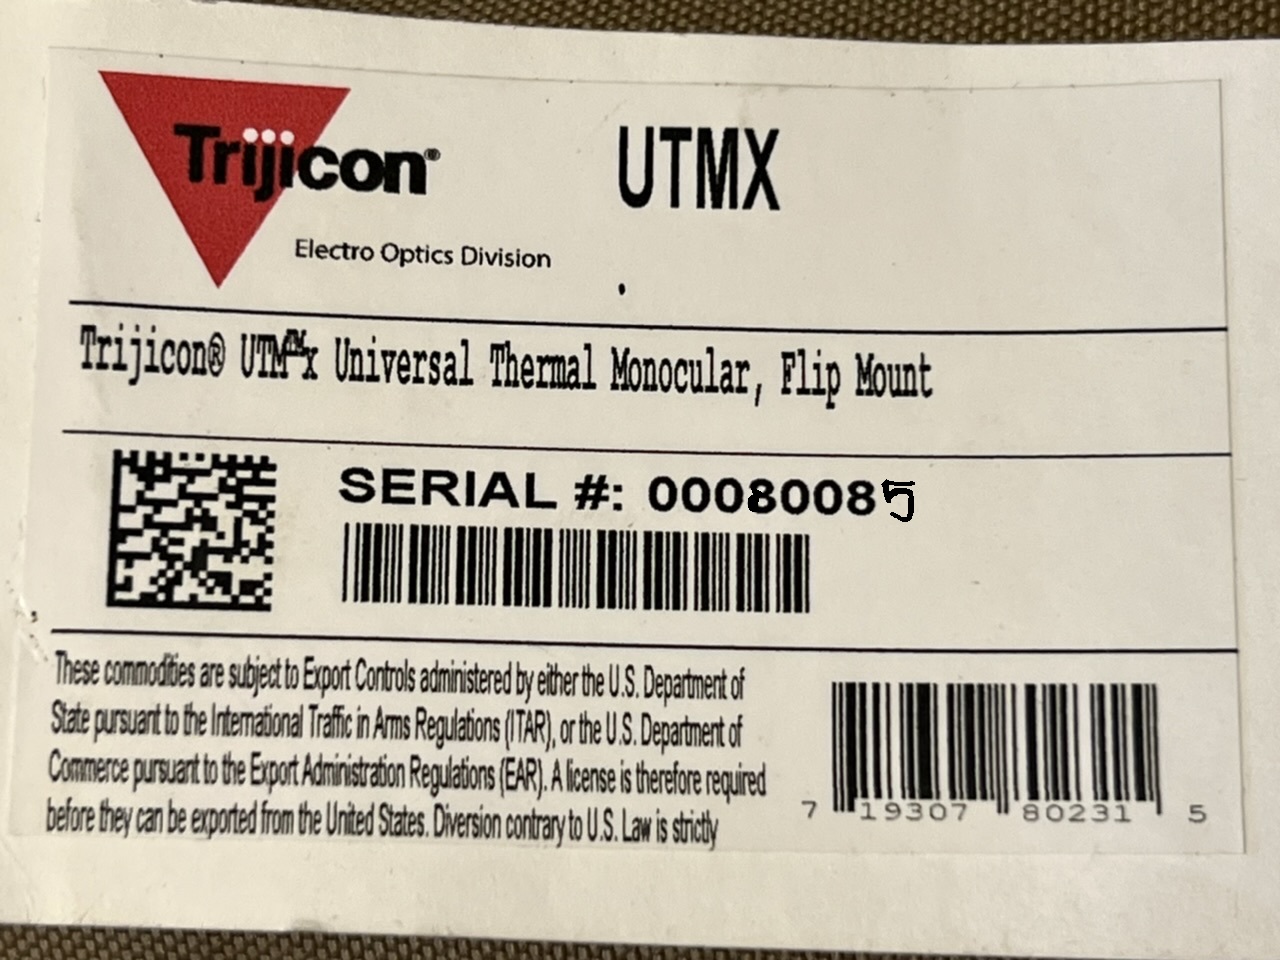 Trijicon®
UTMX
Electro Optics Division
Trijicon® UTM™x Universal Thermal Monocular, Flip Mount
SERIAL #: 00080085
These commodities are subject to Export Controls administered by either the U.S. Department of
State pursuant to the International Traffic in Arms Regulations (ITAR), or the U.S. Department of
Commerce pursuant to the Export Administration Regulations (EAR). A license is therefore required
before they can be exported from the United States. Diversion contrary to U.S. Law is strictly
7 19307 80231 5